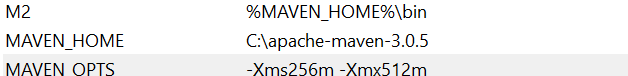 M2 %MAVEN_HOME%\bin
MAVEN_HOME C:\apache-maven-3.0.5
MAVEN_OPTS -Xms256m -Xmx512m